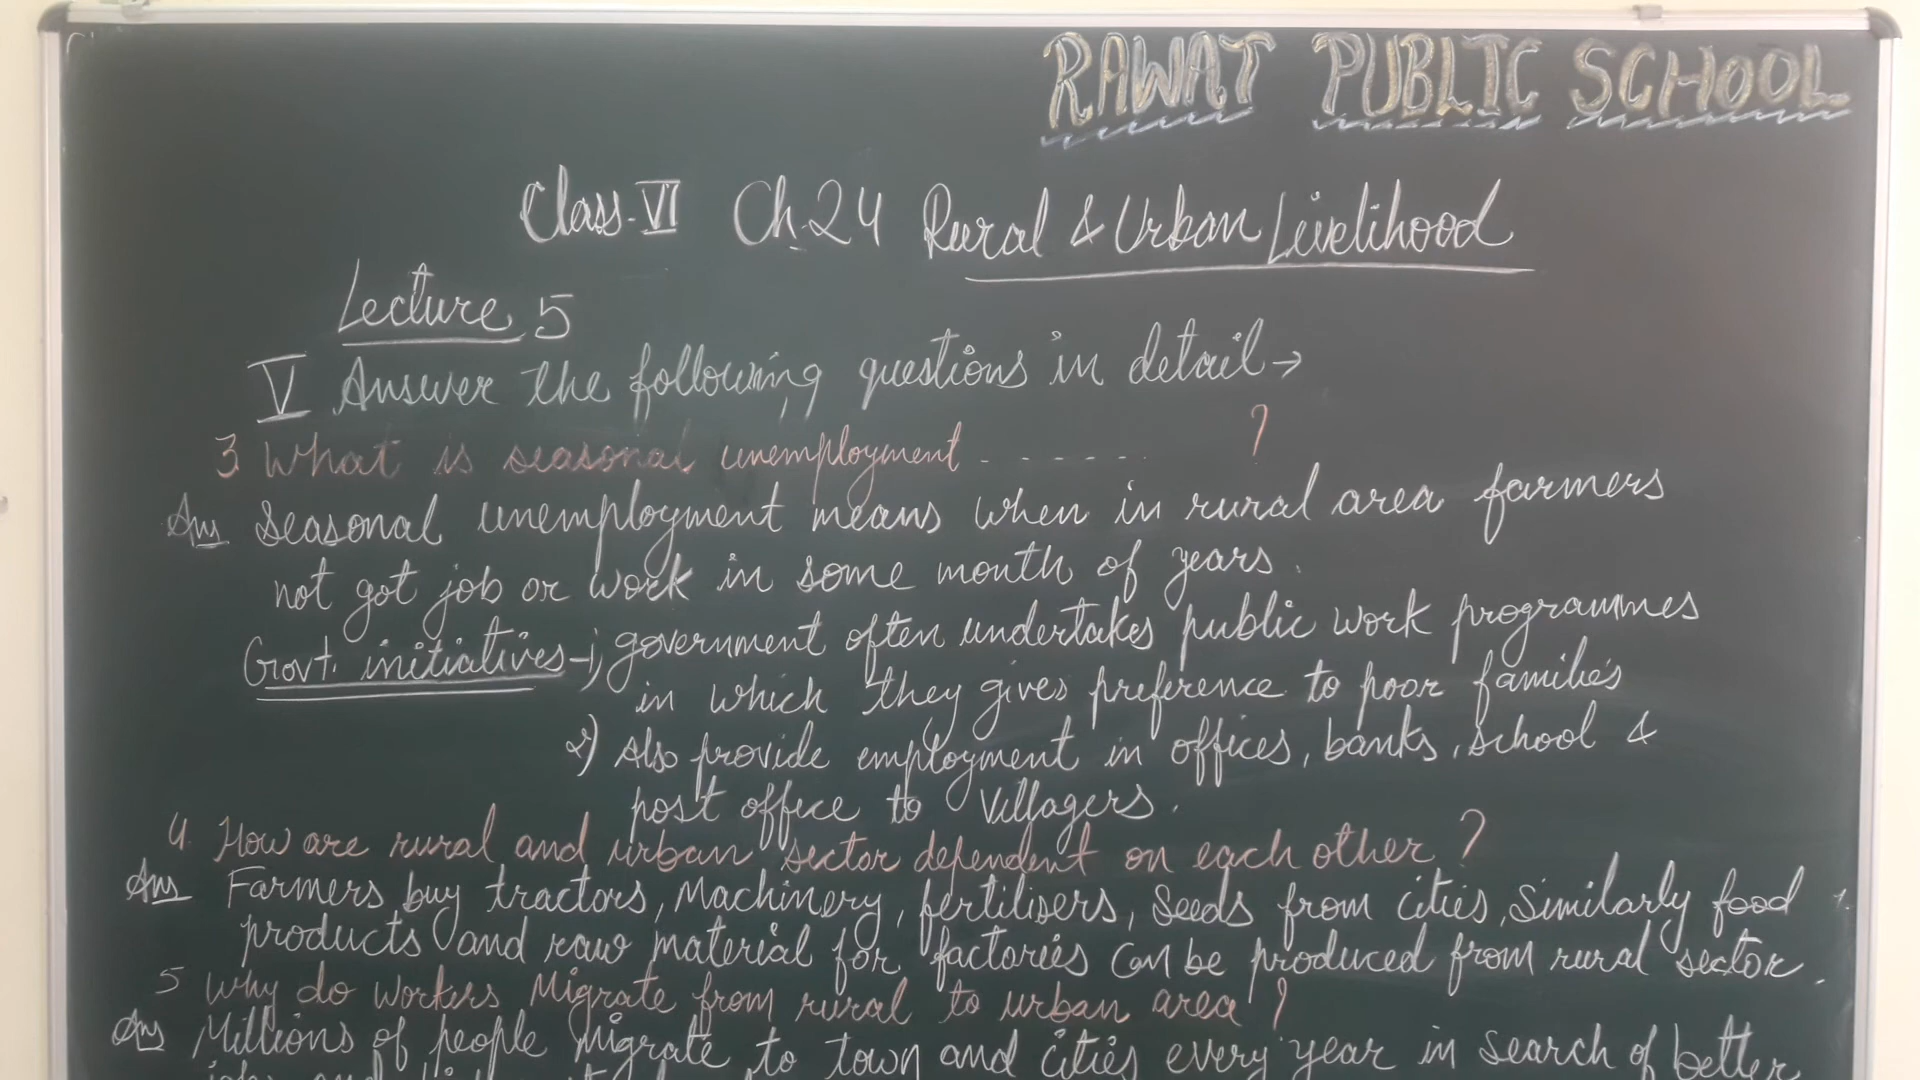 RAWAT PUBLIC SCHOOL
Class-VI Ch.24 Rural & Urban Livelihood
Lecture 5
V Answer the following questions in detail →
3 What is seasonal unemployment - - - - - - - ?
Ans Seasonal unemployment means when in rural area farmers
not got job or work in some month of years.
Govt. initiatives - i) government often undertakes public work programmes
in which they gives preference to poor families
2) Also provide employment in offices, banks, school &
post office to villagers.
4. How are rural and urban sector dependent on each other ?
Ans Farmers buy tractors, Machinery, fertilisers, Seeds from cities, Similarly food
products and raw material for factories can be produced from rural sector.
5 Why do workers Migrate from rural to urban area ?
Ans Millions of people Migrate to town and cities every year in search of better